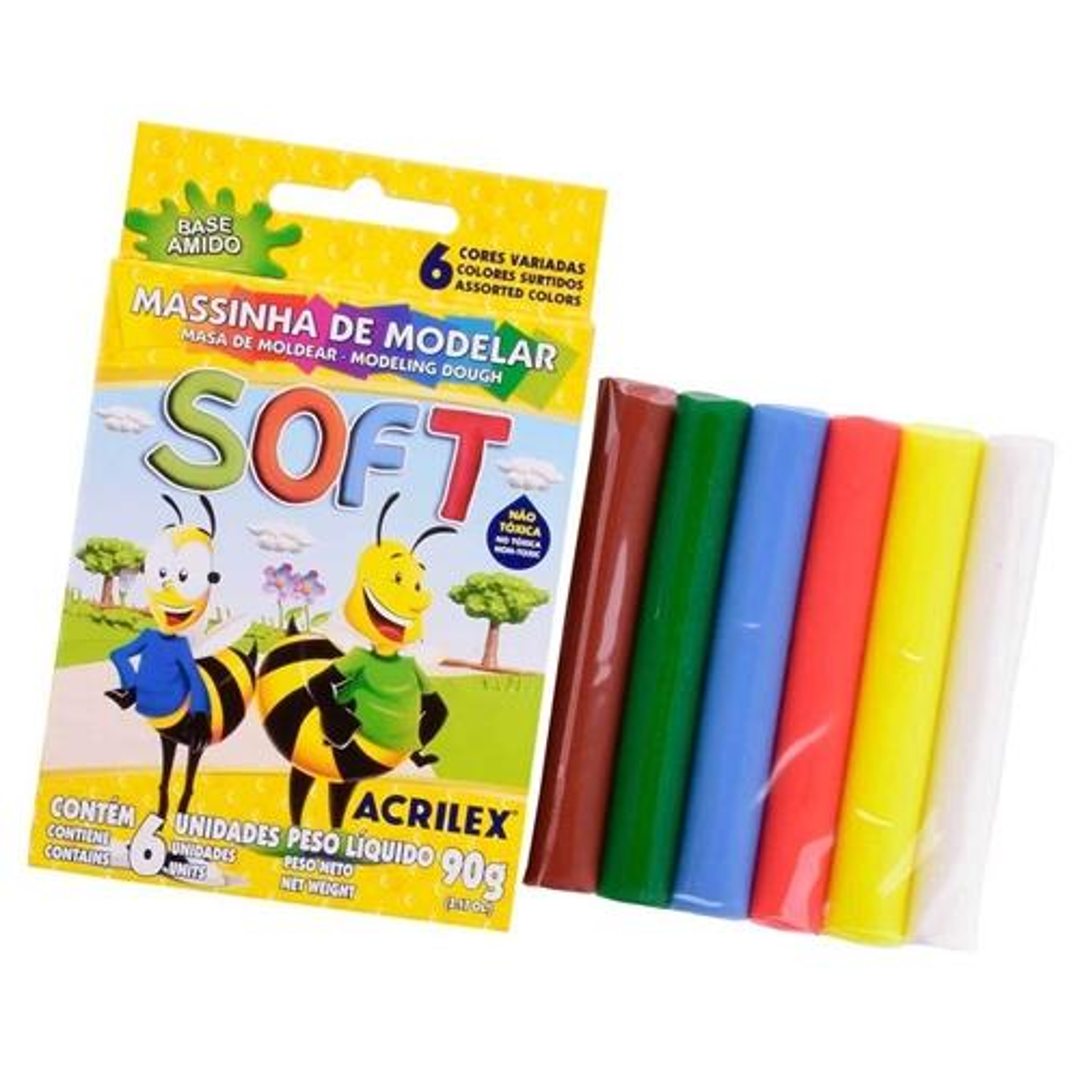 BASE
AMIDO
6 CORES VARIADAS
COLORES SURTIDOS
ASSORTED COLORS
MASSINHA DE MODELAR
MASA DE MOLDEAR - MODELING DOUGH
SOFT
NÃO
TÓXICA
NO TÓXICA
NON-TOXIC
ACRILEX
CONTÉM 6 UNIDADES PESO LÍQUIDO 90g
CONTIENE UNIDADES PESO NETO
CONTAINS UNITS NET WEIGHT